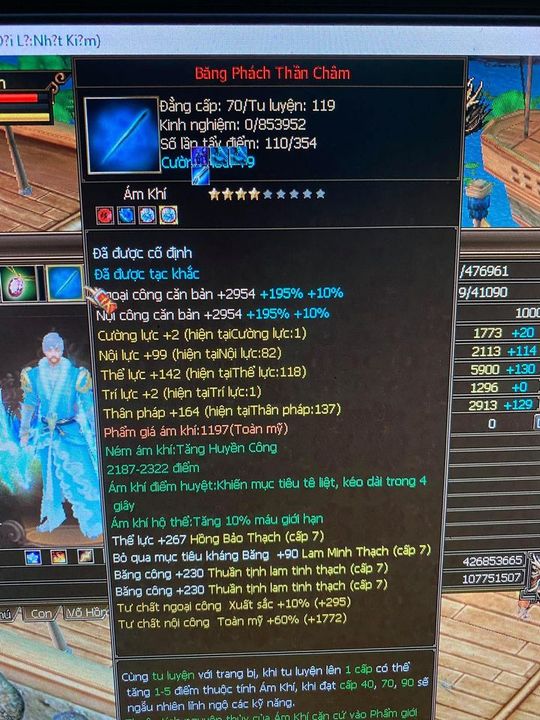 Băng Phách Thần Châm
Đẳng cấp: 70/Tu luyện: 119
Kinh nghiệm: 0/853952
Số lần tẩy điểm: 110/354
Ám Khí
Đã được cố định
Đã được tạc khắc
Ngoại công căn bản +2954 +195% +10%
Nội công căn bản +2954 +195% +10%
Cường lực +2 (hiện tạiCường lực:1)
Nội lực +99 (hiện tạiNội lực:82)
Thể lực +142 (hiện tạiThể lực:118)
Trí lực +2 (hiện tạiTrí lực:1)
Thân pháp +164 (hiện tạiThân pháp:137)
Phẩm giá ám khí:1197(Toàn mỹ)
Ném ám khí:Tăng Huyền Công
2187-2322 điểm
Ám khí điểm huyệt:Khiến mục tiêu tê liệt, kéo dài trong 4
giây
Ám khí hộ thể:Tăng 10% máu giới hạn
Thể lực +267 Hồng Bảo Thạch (cấp 7)
Bỏ qua mục tiêu kháng Băng +90 Lam Minh Thạch (cấp 7)
Băng công +230 Thuần tịnh lam tinh thạch (cấp 7)
Băng công +230 Thuần tịnh lam tinh thạch (cấp 7)
Tư chất ngoại công Xuất sắc +10% (+295)
Tư chất nội công Toàn mỹ +60% (+1772)
Cùng tu luyện với trang bị, khi tu luyện lên 1 cấp có thể
tăng 1-5 điểm thuộc tính Ám Khí, khi đạt cấp 40, 70, 90 sẽ
ngẫu nhiên lĩnh ngộ các kỹ năng.
/476961
9/41090
1000
1773 +20
2113 +114
5900 +130
1296 +0
2913 +129
0
426853665
107751507
Con
Võ Hồn